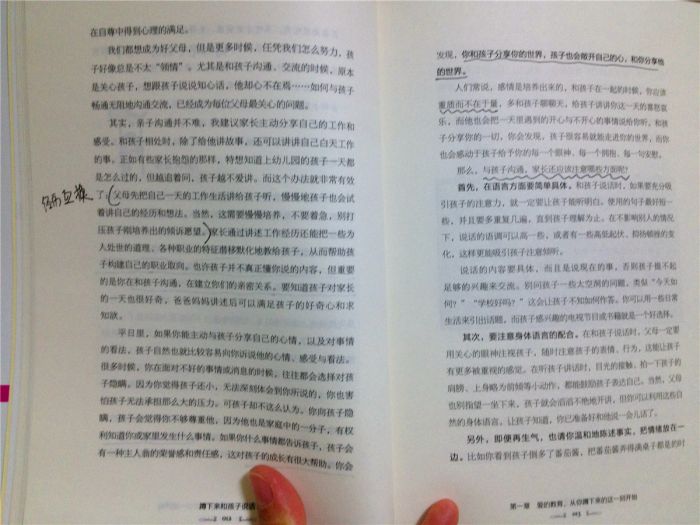 在自尊中得到心理的满足。
我们都想成为好父母，但是更多时候，任凭我们怎么努力，孩
子好像总是不太“领情”。尤其是和孩子沟通、交流的时候，原本
是关心孩子，想跟孩子说说知心话，他却心不在焉……如何与孩子
畅通无阻地沟通交流，已经成为每位父母最关心的问题。
其实，亲子沟通并不难，我建议家长主动分享自己的工作和
感受。和孩子相处时，除了给他讲故事，还可以讲讲自己白天工作
的事，正如有些家长抱怨的那样，特想知道上幼儿园的孩子一天都
是怎么过的，但越追着问，孩子越不爱讲。而这个办法就非常有效
了。父母先把自己一天的工作生活讲给孩子听，慢慢地孩子也会试
着讲自己的经历和想法。当然，这需要慢慢培养，不要着急，别打
压孩子刚培养出的倾诉愿望。家长通过讲述工作经历还能把一些为
人处世的道理、各种职业的特征潜移默化地教给孩子，从而帮助孩
子构建自己的职业取向。也许孩子并不真正懂你说的内容，但重要
的是你在和孩子沟通，在建立你们的亲密关系。要知道孩子对家长
的一天也很好奇，爸爸妈妈讲述后可以满足孩子的好奇心和求
知欲。
平日里，如果你能主动与孩子分享自己的心情，以及对事情
的看法，孩子自然也就比较容易向你诉说他的心情、感受与看法。
很多时候，你在面对不好的事情或消息的时候，往往都会选择对孩
子隐瞒。因为你觉得孩子还小，无法深刻体会到你所说的，你也害
怕孩子无法承担那么大的压力。可孩子却不这么认为。你向孩子隐
瞒，孩子会觉得你不够尊重他，因为他也是家庭中的一分子，有权
利知道你或家里发生什么事情。如果你什么事情都告诉孩子，孩子会
有一种主人翁的荣誉感和责任感，这对孩子的成长有很大帮助。你会
蹲下来和孩子说话
012
发现，你和孩子分享你的世界，孩子也会敞开自己的心，和你分享他
的世界。
人们常说，感情是培养出来的，和孩子在一起的时候，你应该
重质而不在于量，多和孩子聊聊天，给孩子讲讲你这一天的喜怒哀
乐，而他也会把一天里遇到的开心与不开心的事情说给你听，和孩
子分享你的一切，你会发现，孩子很容易就能走进你的世界，而你
也会感动于孩子给予你的每一个眼神、每一个拥抱、每一句安慰。
那么，与孩子沟通，家长还应该注意哪些方面呢？
首先，在语言方面要简单具体。和孩子说话时，如果要充分吸
引孩子的注意力，就一定要让孩子能听明白，使用的句子最好短一
些，并且要多重复几遍，直到孩子理解为止。在不影响别人的情况
下，说话的语调可以高一些，或者有一些高低起伏、抑扬顿挫的变
化，这样更能吸引孩子注意倾听。
说话的内容要具体，而且是说现在的事，否则孩子提不起
足够的兴趣来交流。别问孩子一些太空洞的问题，类似“今天如
何？”“学校好吗？”这会让孩子不知如何作答。你可以用一些日常
生活来引出话题，而孩子感兴趣的电视节目或书籍就是一个好选择。
其次，要注意身体语言的配合。在和孩子说话时，父母一定要
用关心的眼神注视孩子，随时注意孩子的表情、行为，这能让孩子
有更多被重视的感觉。在听孩子讲话时，目光的接触，拍一下孩子的
肩膀、上身略为前倾等小动作，都能鼓励孩子表达自己。当然，父母
也别指望一坐下来，孩子就会滔滔不绝地开讲，但你可以利用这些自
然的身体语言，让孩子知道，你已准备好和他说一会儿话了。
另外，即便再生气，也请你温和地陈述事实，把情绪放在一
边。比如你看到孩子倒多了番茄酱，把番茄酱弄得满桌子都是的时
第一章 爱的教育，从你蹲下来的这一刻开始
013